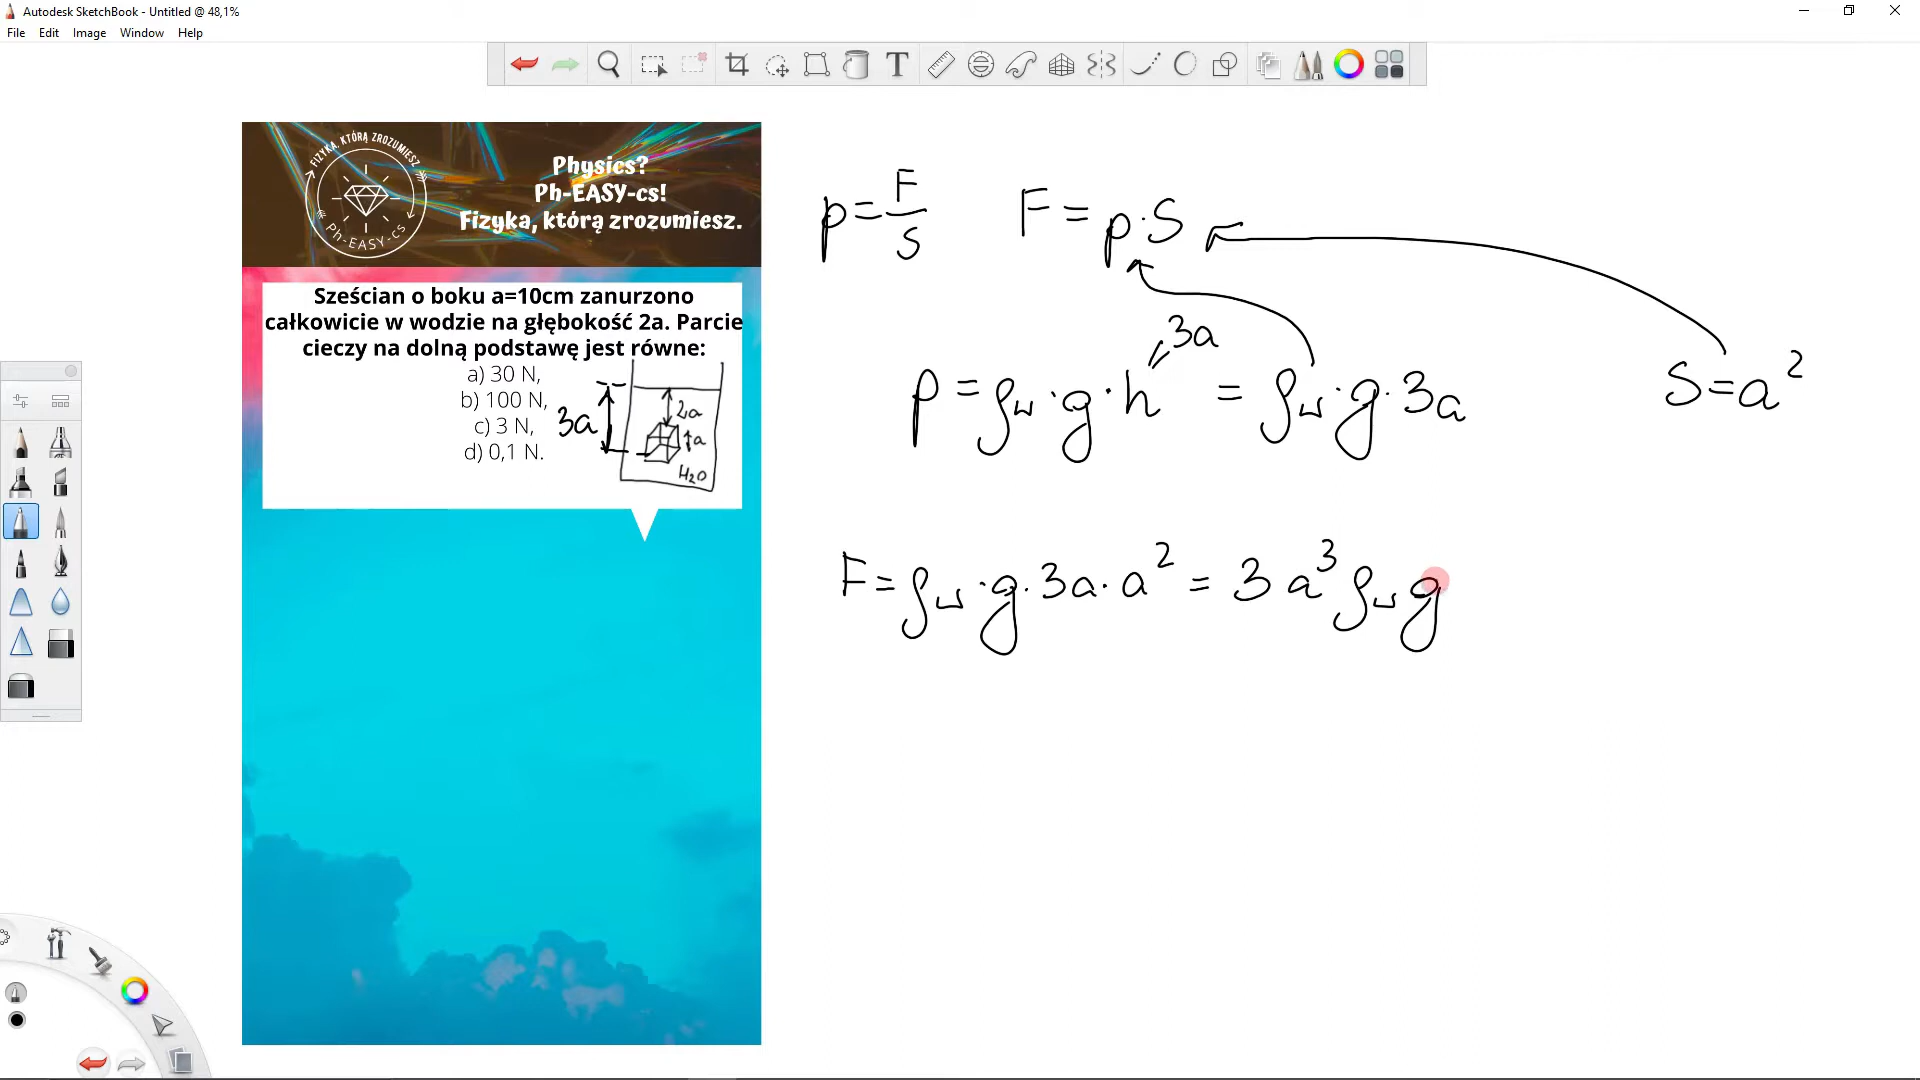 Autodesk SketchBook - Untitled @ 48,1%
File Edit Image Window Help
T
FIZYKA, KTÓRĄ ZROZUMIESZ
Ph-EASY-cs
Physics?
Ph-EASY-cs!
Fizyka, którą zrozumiesz.
Sześcian o boku a=10cm zanurzono
całkowicie w wodzie na głębokość 2a. Parcie
cieczy na dolną podstawę jest równe:
a) 30 N,
b) 100 N,
c) 3 N,
d) 0,1 N.
3a
2a
a
H₂O
p = F/S
F = p·S
3a
p = ρw·g·h = ρw·g·3a
S = a²
F = ρw·g·3a·a² = 3a³ρwg